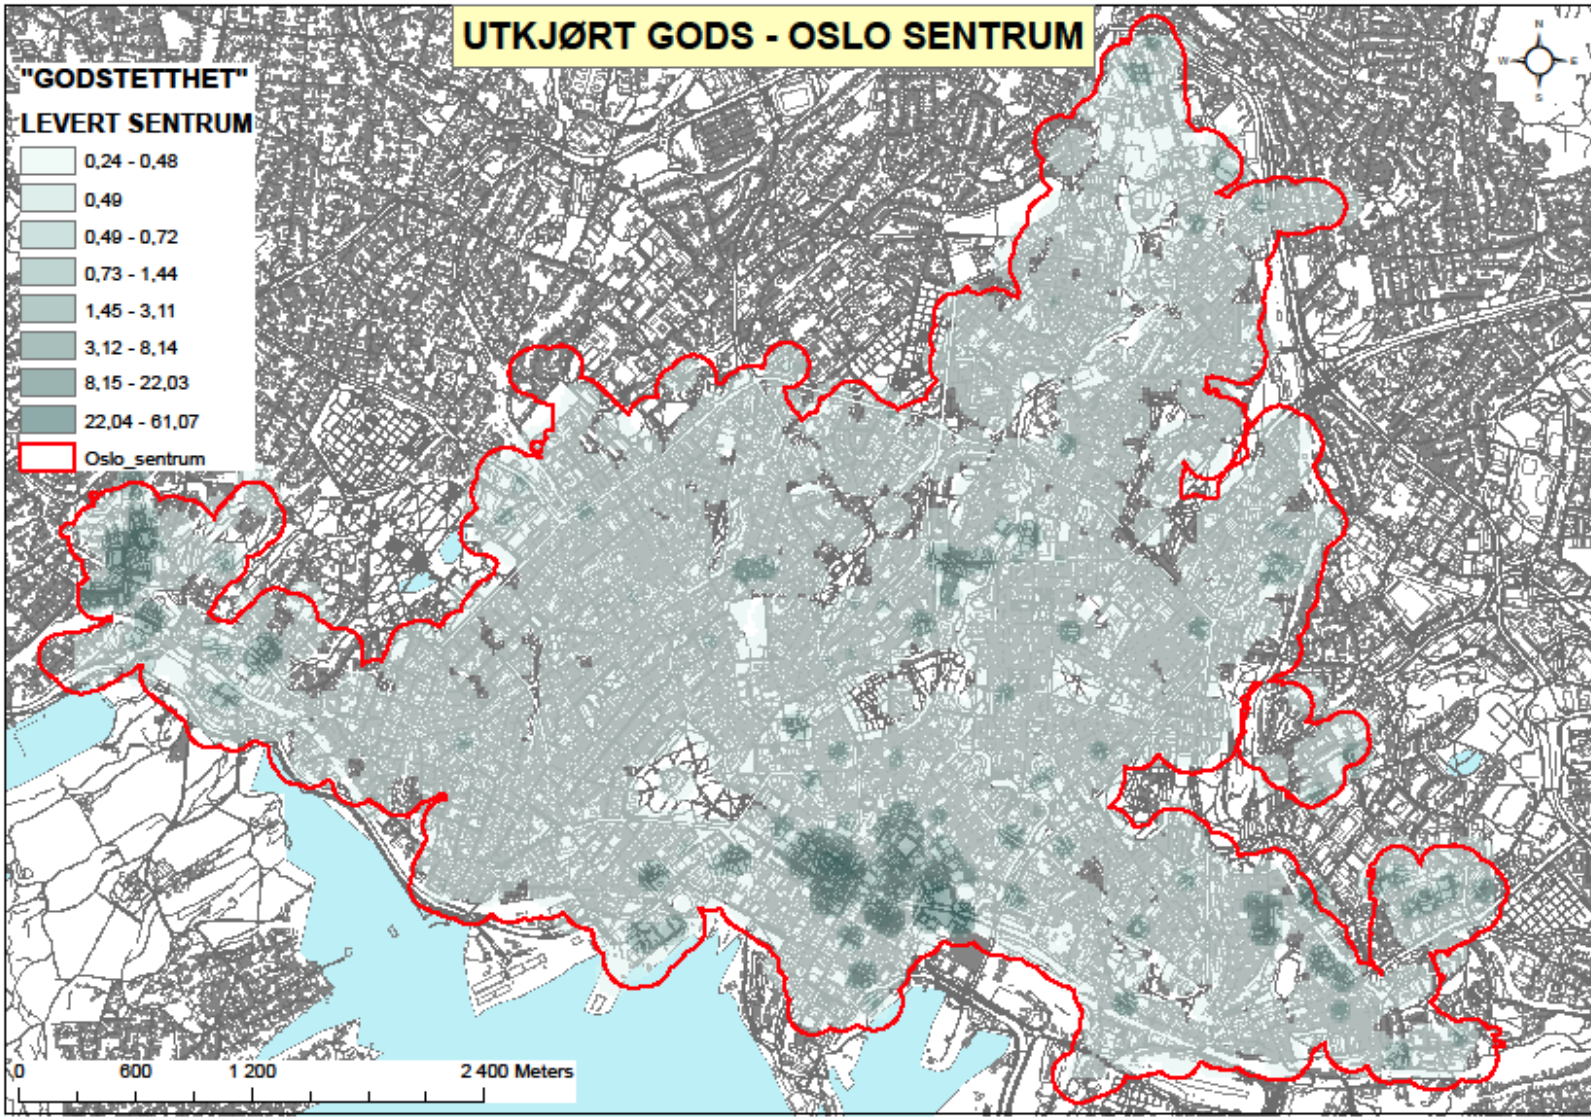 UTKJØRT GODS - OSLO SENTRUM
"GODSTETTHET"
LEVERT SENTRUM
0,24 - 0,48
0,49
0,49 - 0,72
0,73 - 1,44
1,45 - 3,11
3,12 - 8,14
8,15 - 22,03
22,04 - 61,07
Oslo_sentrum
N
W E
S
0 600 1 200 2 400 Meters